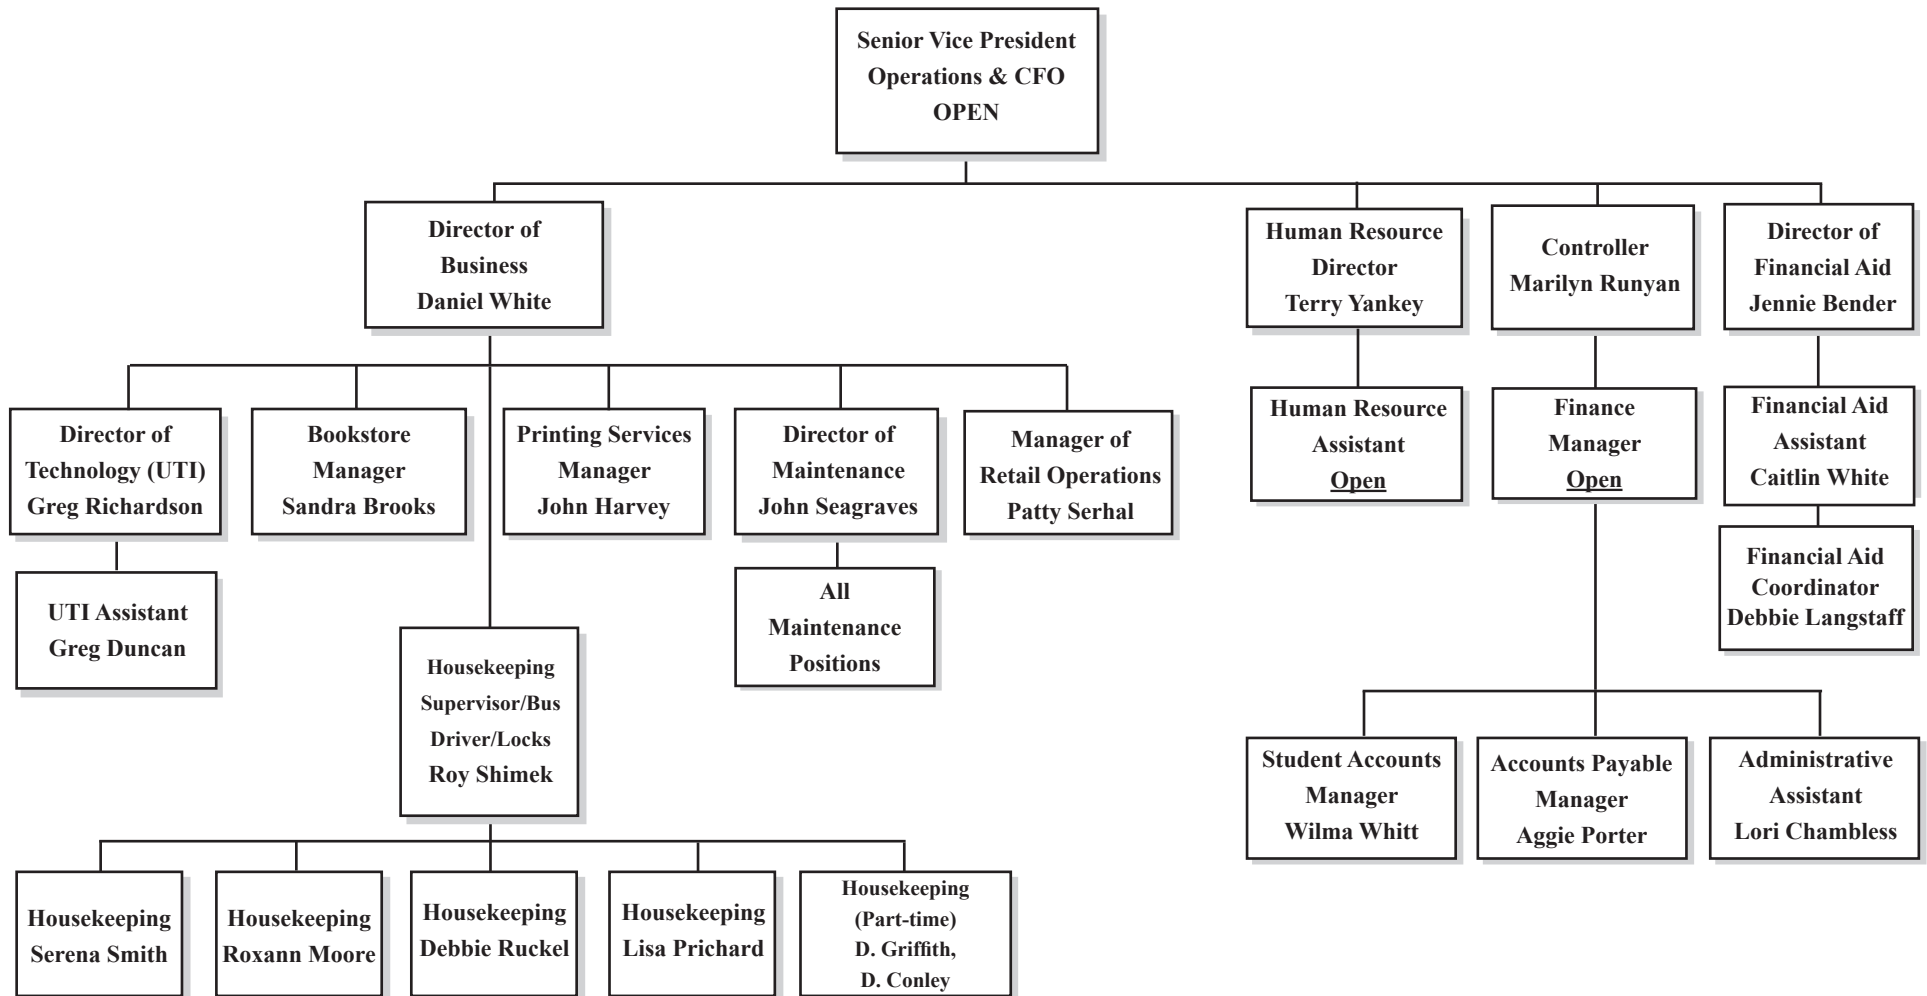 Senior Vice President
Operations & CFO
OPEN
Director of
Business
Daniel White
Human Resource
Director
Terry Yankey
Controller
Marilyn Runyan
Director of
Financial Aid
Jennie Bender
Director of
Technology (UTI)
Greg Richardson
Bookstore
Manager
Sandra Brooks
Printing Services
Manager
John Harvey
Director of
Maintenance
John Seagraves
Manager of
Retail Operations
Patty Serhal
Human Resource
Assistant
Open
Finance
Manager
Open
Financial Aid
Assistant
Caitlin White
UTI Assistant
Greg Duncan
All
Maintenance
Positions
Financial Aid
Coordinator
Debbie Langstaff
Housekeeping
Supervisor/Bus
Driver/Locks
Roy Shimek
Student Accounts
Manager
Wilma Whitt
Accounts Payable
Manager
Aggie Porter
Administrative
Assistant
Lori Chambless
Housekeeping
Serena Smith
Housekeeping
Roxann Moore
Housekeeping
Debbie Ruckel
Housekeeping
Lisa Prichard
Housekeeping
(Part-time)
D. Griffith,
D. Conley